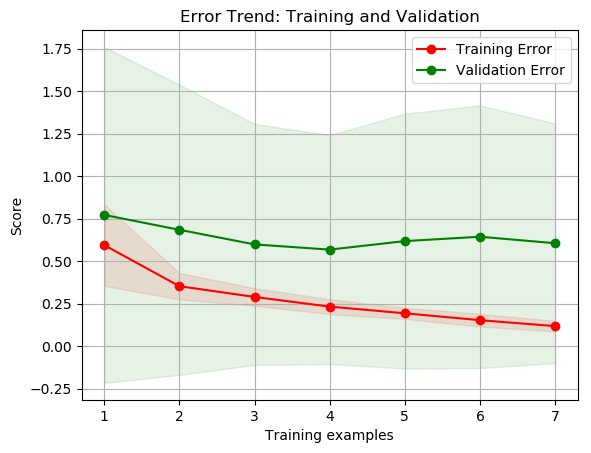 Error Trend: Training and Validation
Training Error
Validation Error
1.75
1.50
1.25
1.00
0.75
0.50
0.25
0.00
−0.25
Score
1 2 3 4 5 6 7
Training examples